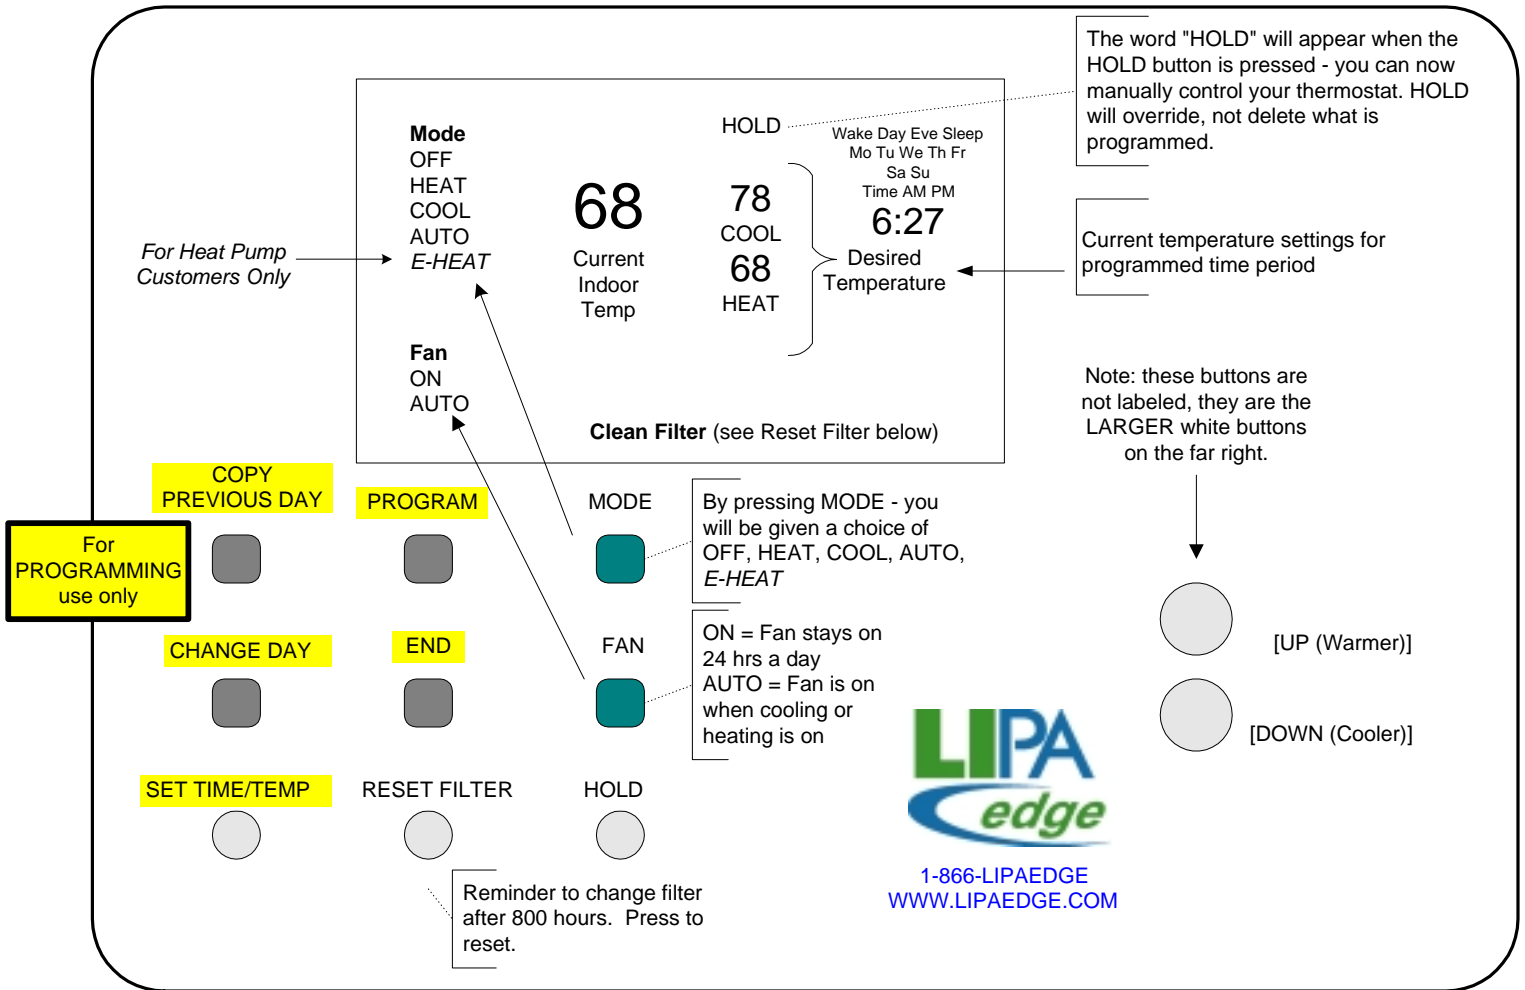 The word "HOLD" will appear when the
HOLD button is pressed - you can now
manually control your thermostat. HOLD
will override, not delete what is
programmed.
Mode
OFF
HEAT
COOL
AUTO
E-HEAT
For Heat Pump
Customers Only
68
Current
Indoor
Temp
HOLD
78
COOL
68
HEAT
Wake Day Eve Sleep
Mo Tu We Th Fr
Sa Su
Time AM PM
6:27
Desired
Temperature
Current temperature settings for
programmed time period
Fan
ON
AUTO
Clean Filter (see Reset Filter below)
Note: these buttons are
not labeled, they are the
LARGER white buttons
on the far right.
COPY
PREVIOUS DAY
PROGRAM
MODE
By pressing MODE - you
will be given a choice of
OFF, HEAT, COOL, AUTO,
E-HEAT
For
PROGRAMMING
use only
CHANGE DAY
END
FAN
ON = Fan stays on
24 hrs a day
AUTO = Fan is on
when cooling or
heating is on
[UP (Warmer)]
[DOWN (Cooler)]
SET TIME/TEMP
RESET FILTER
HOLD
LIPA
edge
1-866-LIPAEDGE
WWW.LIPAEDGE.COM
Reminder to change filter
after 800 hours.  Press to
reset.